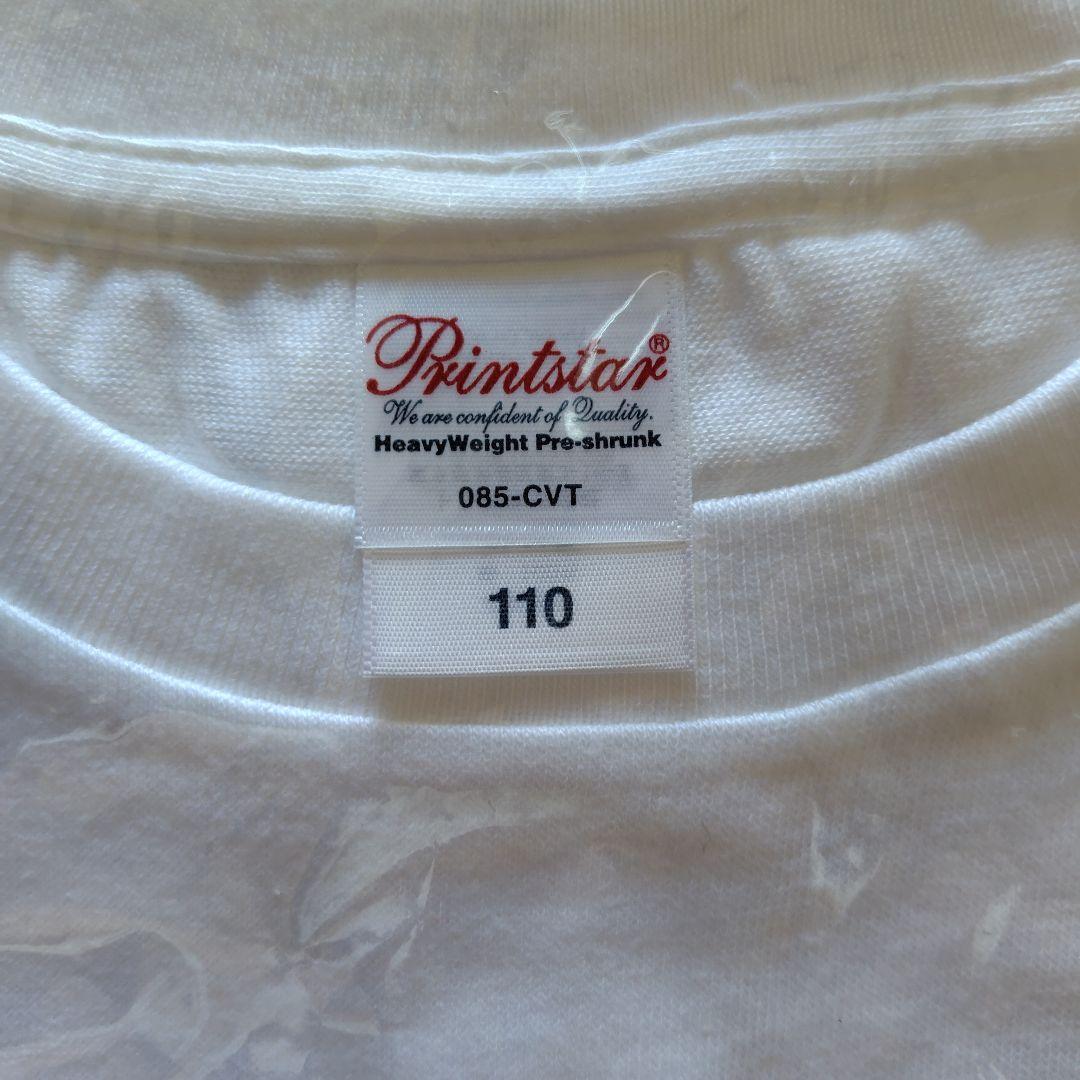 Printstar®
We are confident of Quality.
HeavyWeight Pre-shrunk
085-CVT
110